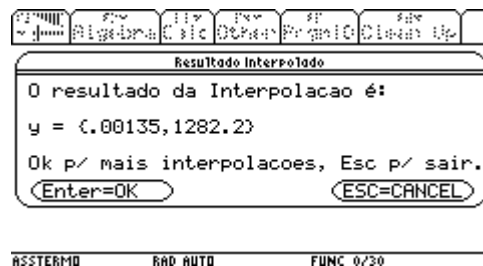 Algebra Calc Other PrgmIO Clean Up
Resultado Interpolado
O resultado da Interpolacao é:
y = {.00135,1282.2}
Ok p/ mais interpolacoes, Esc p/ sair.
Enter=OK ESC=CANCEL
ASSTERMO RAD AUTO FUNC 0/30